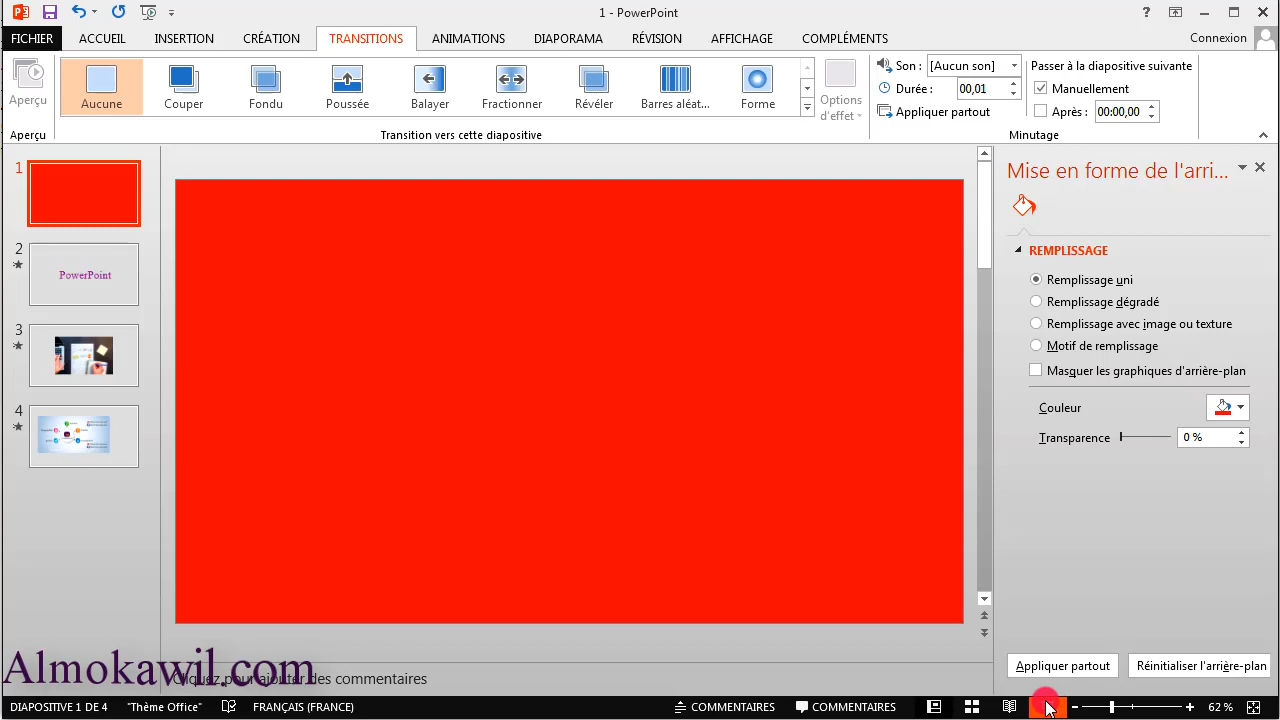 1 - PowerPoint
FICHIER ACCUEIL INSERTION CRÉATION TRANSITIONS ANIMATIONS DIAPORAMA RÉVISION AFFICHAGE COMPLÉMENTS Connexion
Aperçu
Aucune Couper Fondu Poussée Balayer Fractionner Révéler Barres aléat... Forme
Options d'effet
Son : [Aucun son]
Durée : 00,01
Appliquer partout
Passer à la diapositive suivante
Manuellement
Après : 00:00,00
Aperçu Transition vers cette diapositive Minutage
1
2
PowerPoint
3
4
Mise en forme de l'arri...
REMPLISSAGE
Remplissage uni
Remplissage dégradé
Remplissage avec image ou texture
Motif de remplissage
Masquer les graphiques d'arrière-plan
Couleur
Transparence 0 %
Appliquer partout Réinitialiser l'arrière-plan
Almokawil.com
Cliquez pour ajouter des commentaires
DIAPOSITIVE 1 DE 4 "Thème Office" FRANÇAIS (FRANCE) COMMENTAIRES COMMENTAIRES 62 %